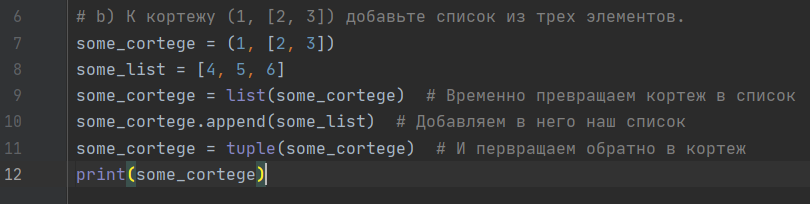 6 # b) К кортежу (1, [2, 3]) добавьте список из трех элементов.
7 some_cortege = (1, [2, 3])
8 some_list = [4, 5, 6]
9 some_cortege = list(some_cortege)  # Временно превращаем кортеж в список
10 some_cortege.append(some_list)  # Добавляем в него наш список
11 some_cortege = tuple(some_cortege)  # И первращаем обратно в кортеж
12 print(some_cortege)